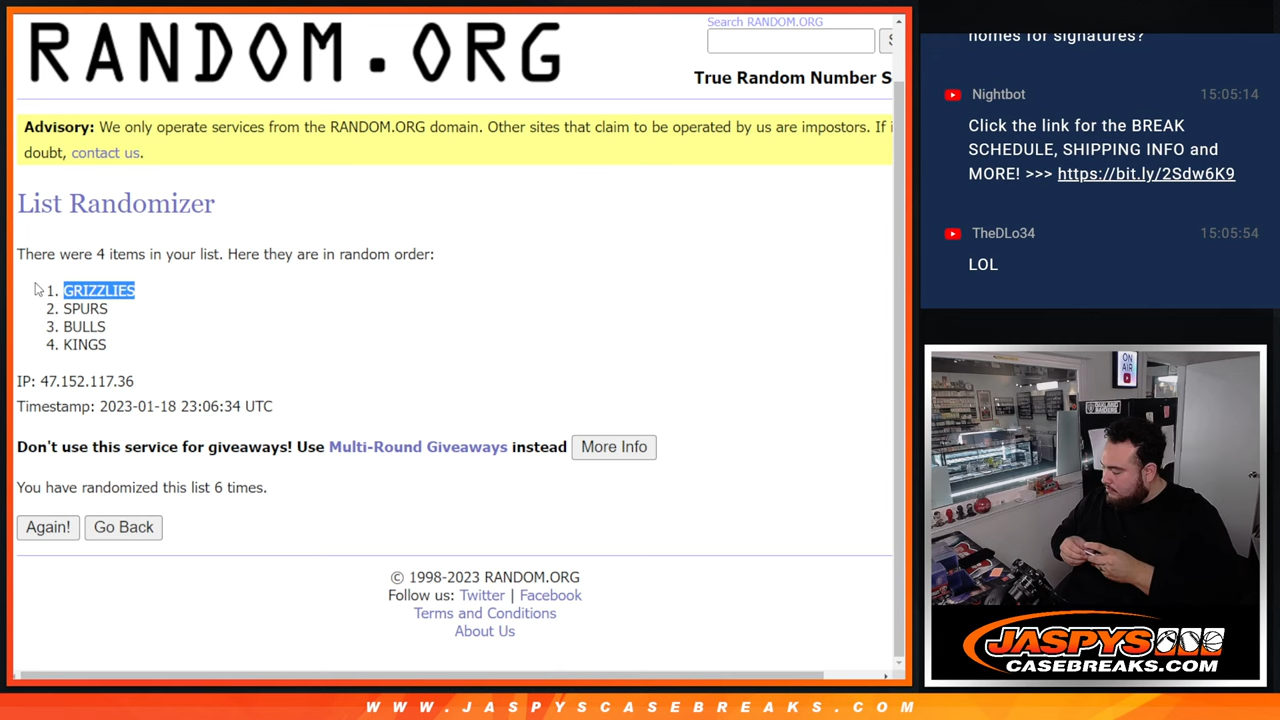 RANDOM.ORG
Search RANDOM.ORG
True Random Number S
Advisory: We only operate services from the RANDOM.ORG domain. Other sites that claim to be operated by us are impostors. If i
doubt, contact us.
List Randomizer
There were 4 items in your list. Here they are in random order:
1. GRIZZLIES
2. SPURS
3. BULLS
4. KINGS
IP: 47.152.117.36
Timestamp: 2023-01-18 23:06:34 UTC
Don't use this service for giveaways! Use Multi-Round Giveaways instead More Info
You have randomized this list 6 times.
Again! Go Back
© 1998-2023 RANDOM.ORG
Follow us: Twitter | Facebook
Terms and Conditions
About Us
homes for signatures?
Nightbot 15:05:14
Click the link for the BREAK
SCHEDULE, SHIPPING INFO and
MORE! >>> https://bit.ly/2Sdw6K9
TheDLo34 15:05:54
LOL
ON
AIR
JASPYS
CASEBREAKS.COM
WWW.JASPYSCASEBREAKS.COM